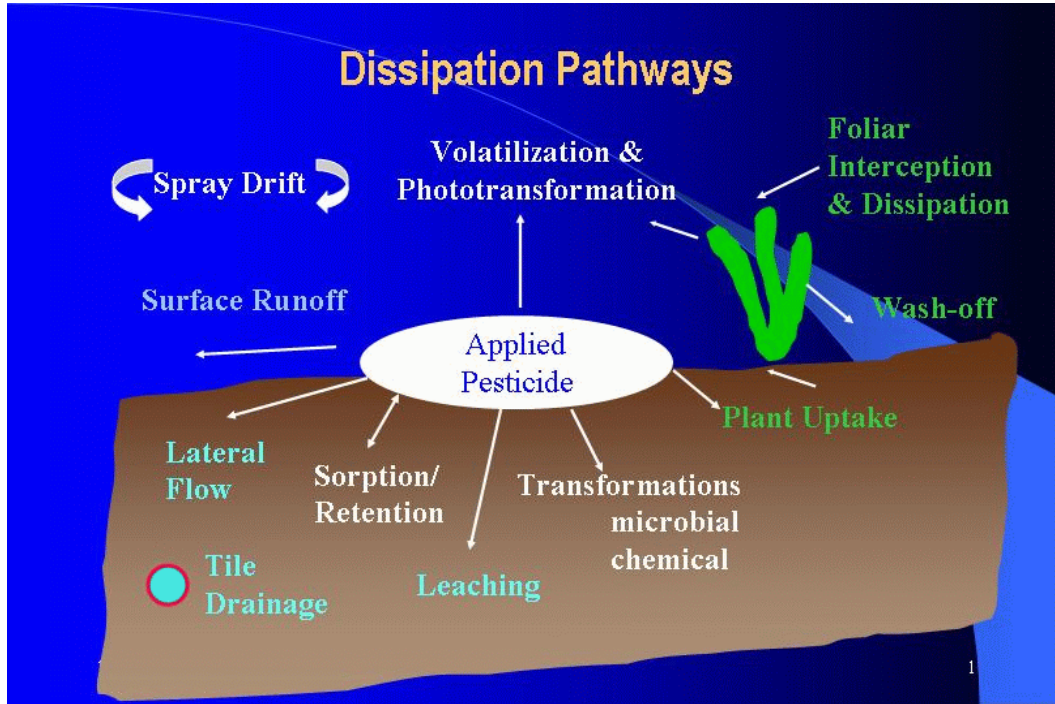 Dissipation Pathways
Foliar
Interception
& Dissipation
Volatilization &
Phototransformation
Spray Drift
Surface Runoff
Wash-off
Applied
Pesticide
Plant Uptake
Lateral
Flow
Sorption/
Retention
Transformations
microbial
chemical
Tile
Drainage
Leaching
1